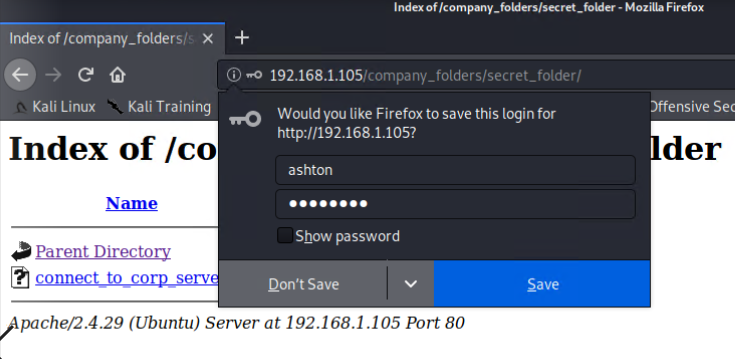 Index of /company_folders/secret_folder - Mozilla Firefox
Index of /company_folders/s
192.168.1.105/company_folders/secret_folder/
Kali Linux Kali Training Offensive Sec
Would you like Firefox to save this login for
http://192.168.1.105?
Index of /co lder
ashton
Name
●●●●●●●●
Show password
Parent Directory
connect_to_corp_serve
Don't Save Save
Apache/2.4.29 (Ubuntu) Server at 192.168.1.105 Port 80